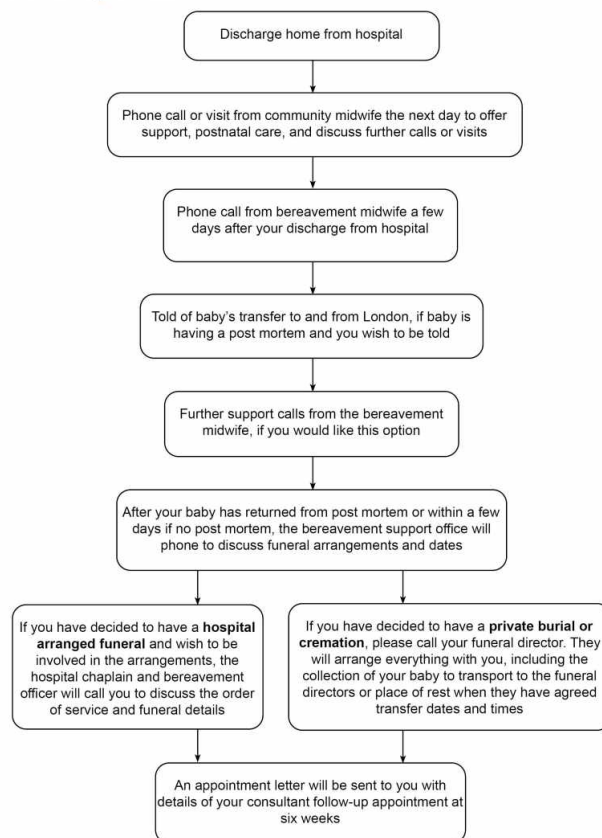 Discharge home from hospital
Phone call or visit from community midwife the next day to offer
support, postnatal care, and discuss further calls or visits
Phone call from bereavement midwife a few
days after your discharge from hospital
Told of baby's transfer to and from London, if baby is
having a post mortem and you wish to be told
Further support calls from the bereavement
midwife, if you would like this option
After your baby has returned from post mortem or within a few
days if no post mortem, the bereavement support office will
phone to discuss funeral arrangements and dates
If you have decided to have a hospital
arranged funeral and wish to be
involved in the arrangements, the
hospital chaplain and bereavement
officer will call you to discuss the order
of service and funeral details
If you have decided to have a private burial or
cremation, please call your funeral director. They
will arrange everything with you, including the
collection of your baby to transport to the funeral
directors or place of rest when they have agreed
transfer dates and times
An appointment letter will be sent to you with
details of your consultant follow-up appointment at
six weeks